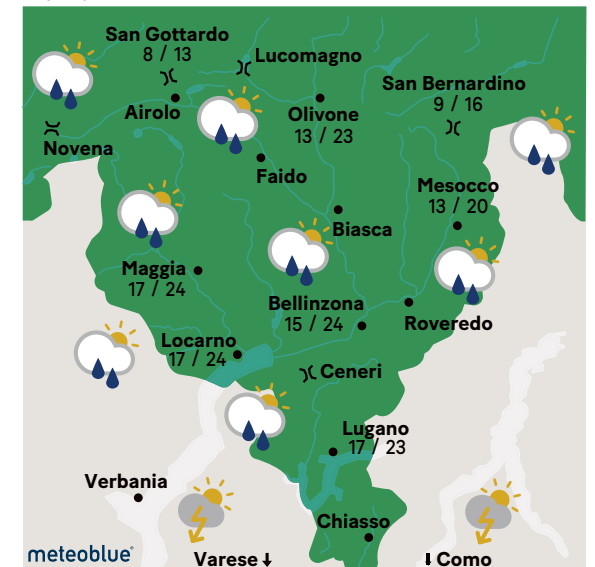 San Gottardo
8 / 13
Lucomagno
San Bernardino
9 / 16
Airolo
Olivone
13 / 23
Novena
Faido
Mesocco
13 / 20
Biasca
Maggia
17 / 24
Bellinzona
15 / 24
Roveredo
Locarno
17 / 24
Ceneri
Lugano
17 / 23
Verbania
Chiasso
meteoblue®
Varese ↓
↓ Como